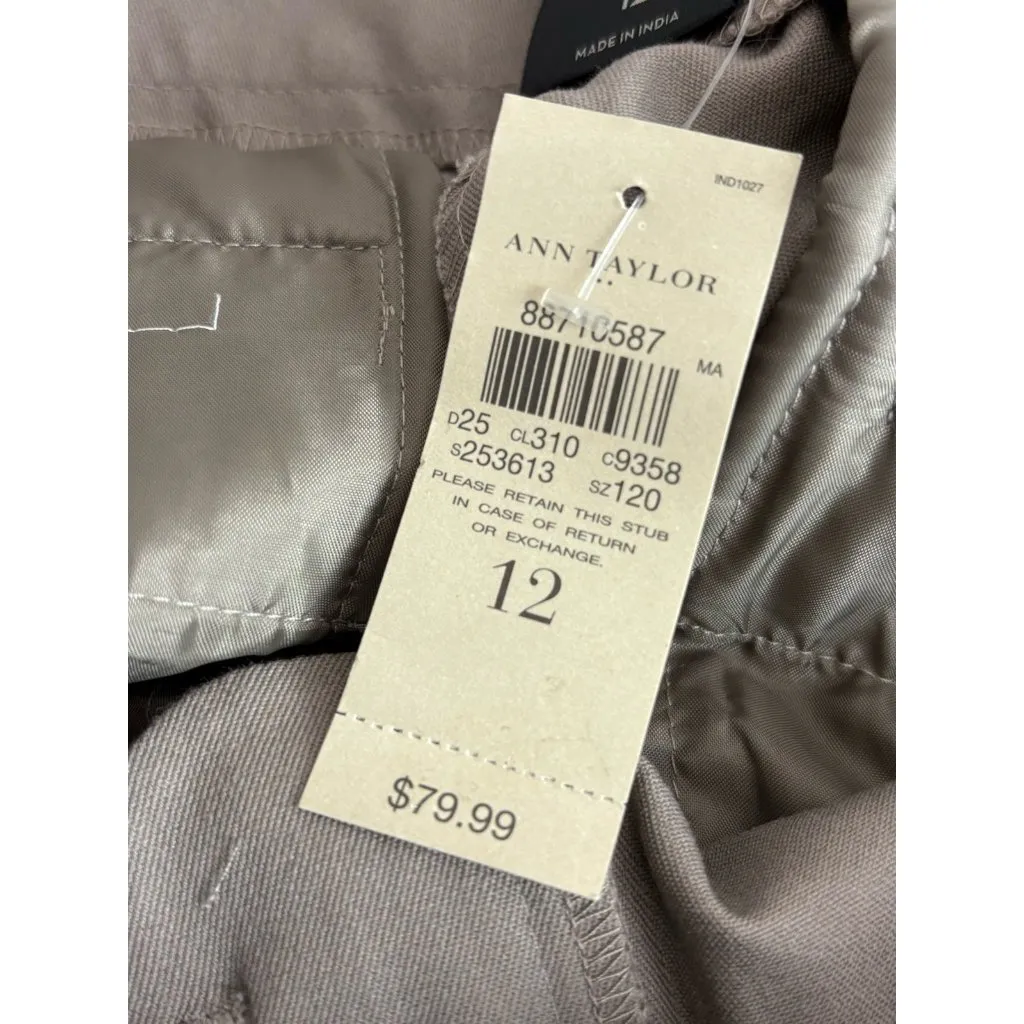 MADE IN INDIA
IND1027
ANN TAYLOR
88710587
MA
D25 CL310 C9358
S253613 SZ120
PLEASE RETAIN THIS STUB
IN CASE OF RETURN
OR EXCHANGE.
12
$79.99